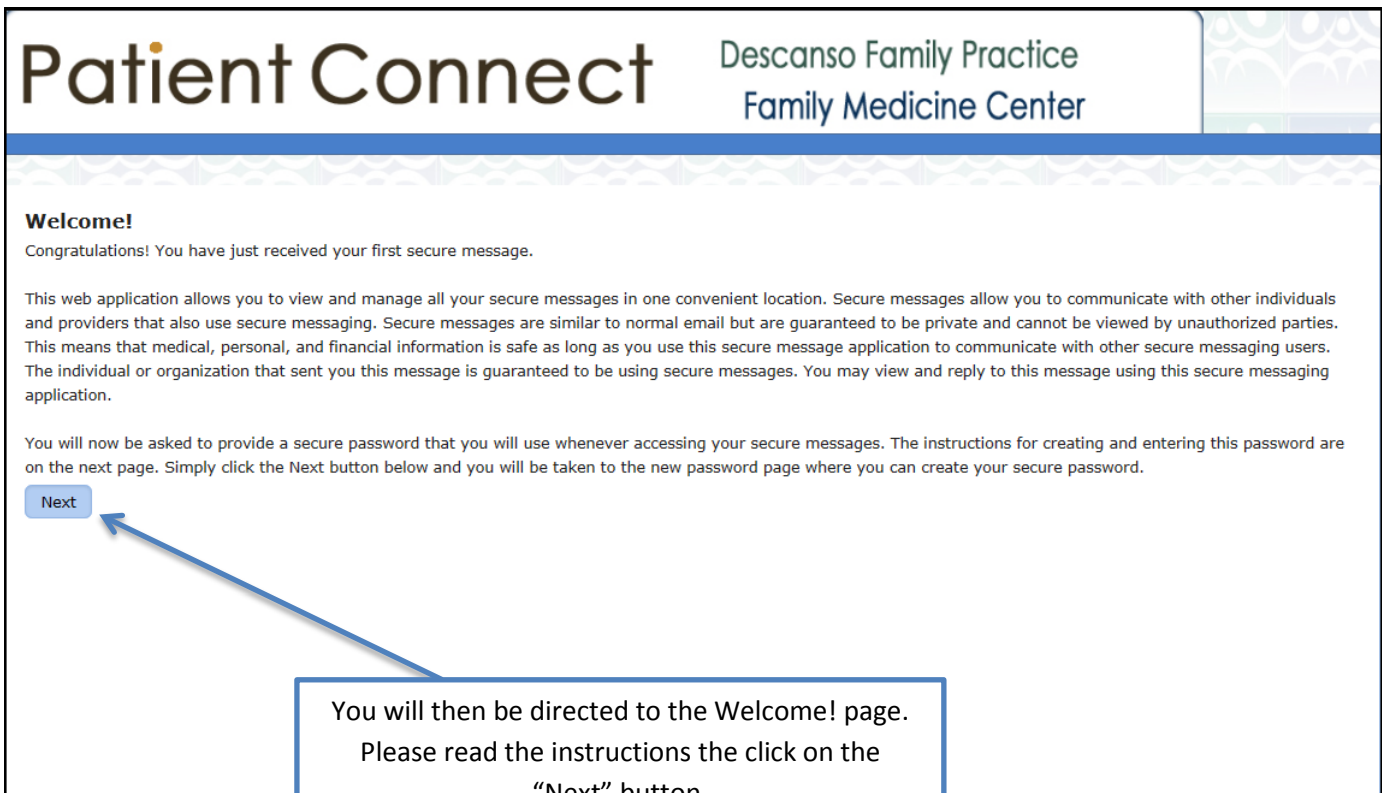 Patient Connect
Descanso Family Practice
Family Medicine Center
Welcome!
Congratulations! You have just received your first secure message.
This web application allows you to view and manage all your secure messages in one convenient location. Secure messages allow you to communicate with other individuals
and providers that also use secure messaging. Secure messages are similar to normal email but are guaranteed to be private and cannot be viewed by unauthorized parties.
This means that medical, personal, and financial information is safe as long as you use this secure message application to communicate with other secure messaging users.
The individual or organization that sent you this message is guaranteed to be using secure messages. You may view and reply to this message using this secure messaging
application.
You will now be asked to provide a secure password that you will use whenever accessing your secure messages. The instructions for creating and entering this password are
on the next page. Simply click the Next button below and you will be taken to the new password page where you can create your secure password.
Next
You will then be directed to the Welcome! page.
Please read the instructions the click on the
“Next” button